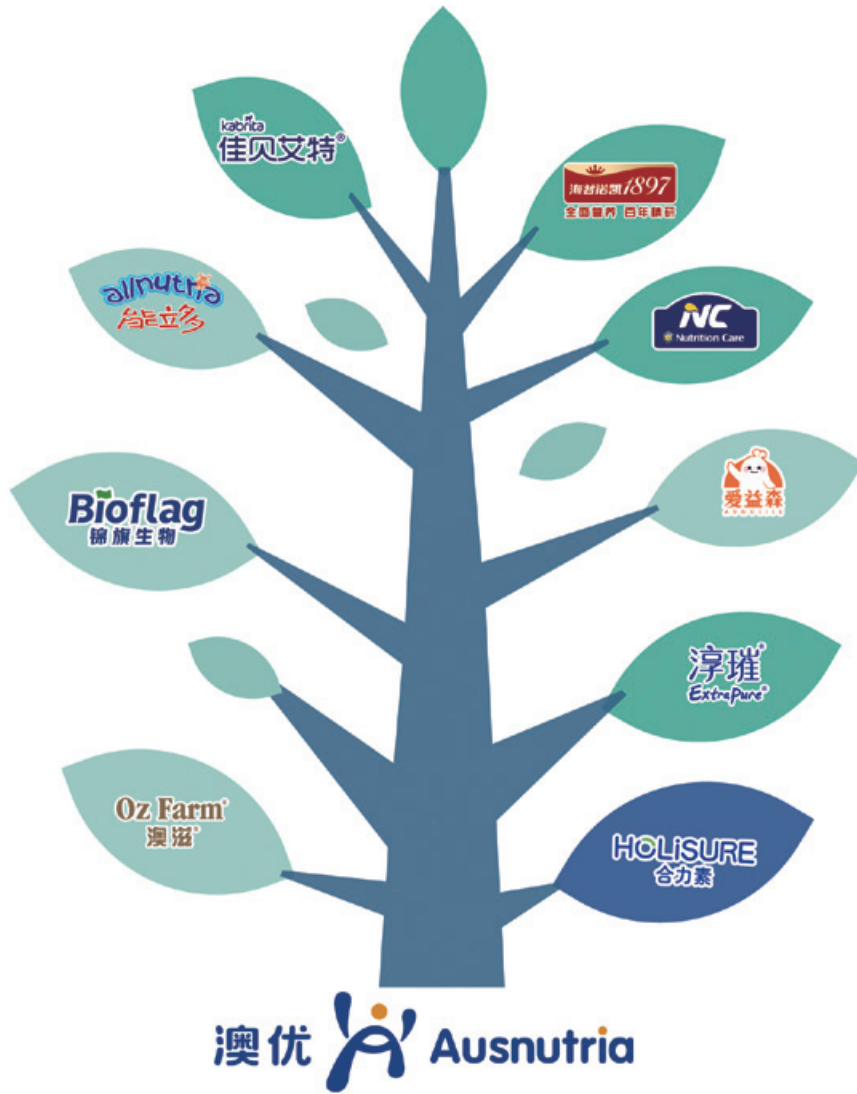 kabrita
佳贝艾特®
海普诺凯1897
全面营养 百年精研
allnutria
能立多
NC
Nutrition Care
Bioflag
锦旗生物
爱益森
淳璀®
ExtraPure®
Oz Farm®
澳滋®
HOLiSURE
合力素
澳优 Ausnutria